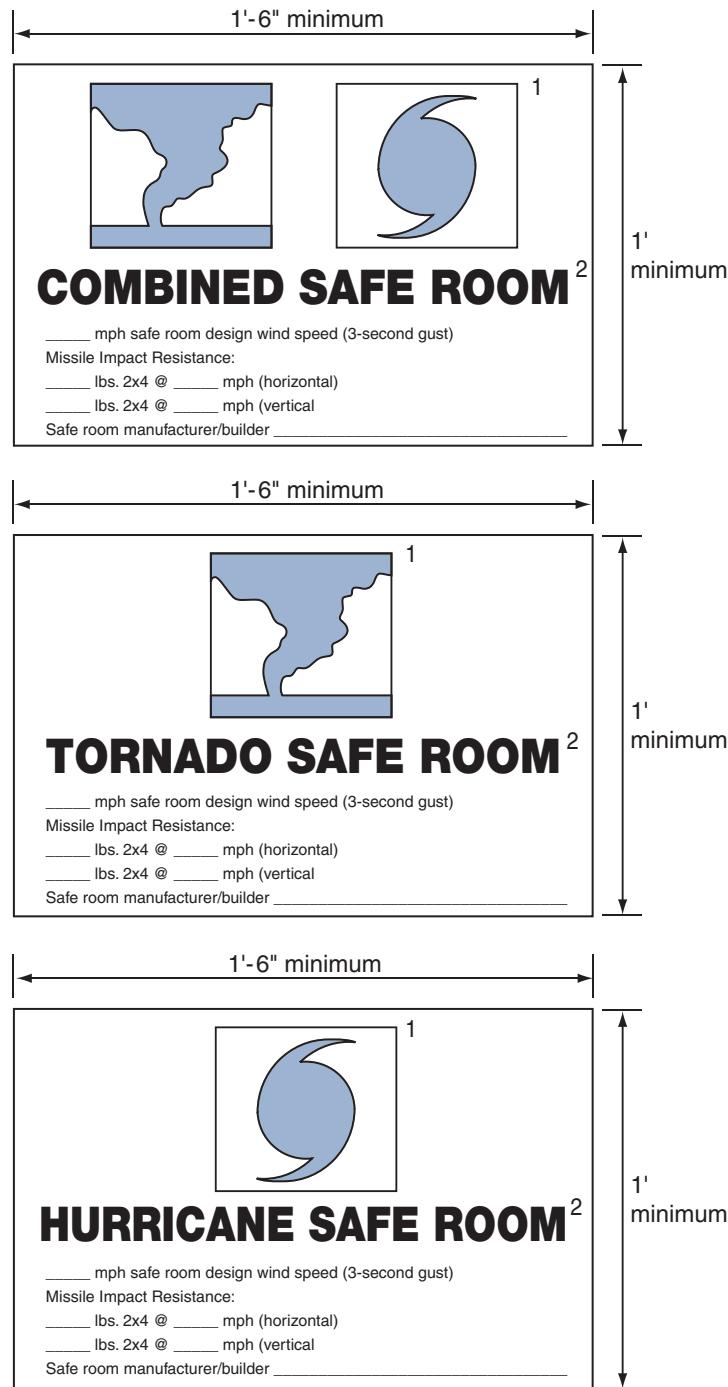 1'-6" minimum
1
1'
minimum
COMBINED SAFE ROOM 2
_____ mph safe room design wind speed (3-second gust)
Missile Impact Resistance:
_____ lbs. 2x4 @ _____ mph (horizontal)
_____ lbs. 2x4 @ _____ mph (vertical
Safe room manufacturer/builder _________________________________
1'-6" minimum
1
1'
minimum
TORNADO SAFE ROOM 2
_____ mph safe room design wind speed (3-second gust)
Missile Impact Resistance:
_____ lbs. 2x4 @ _____ mph (horizontal)
_____ lbs. 2x4 @ _____ mph (vertical
Safe room manufacturer/builder _________________________________
1'-6" minimum
1
1'
minimum
HURRICANE SAFE ROOM 2
_____ mph safe room design wind speed (3-second gust)
Missile Impact Resistance:
_____ lbs. 2x4 @ _____ mph (horizontal)
_____ lbs. 2x4 @ _____ mph (vertical
Safe room manufacturer/builder _________________________________